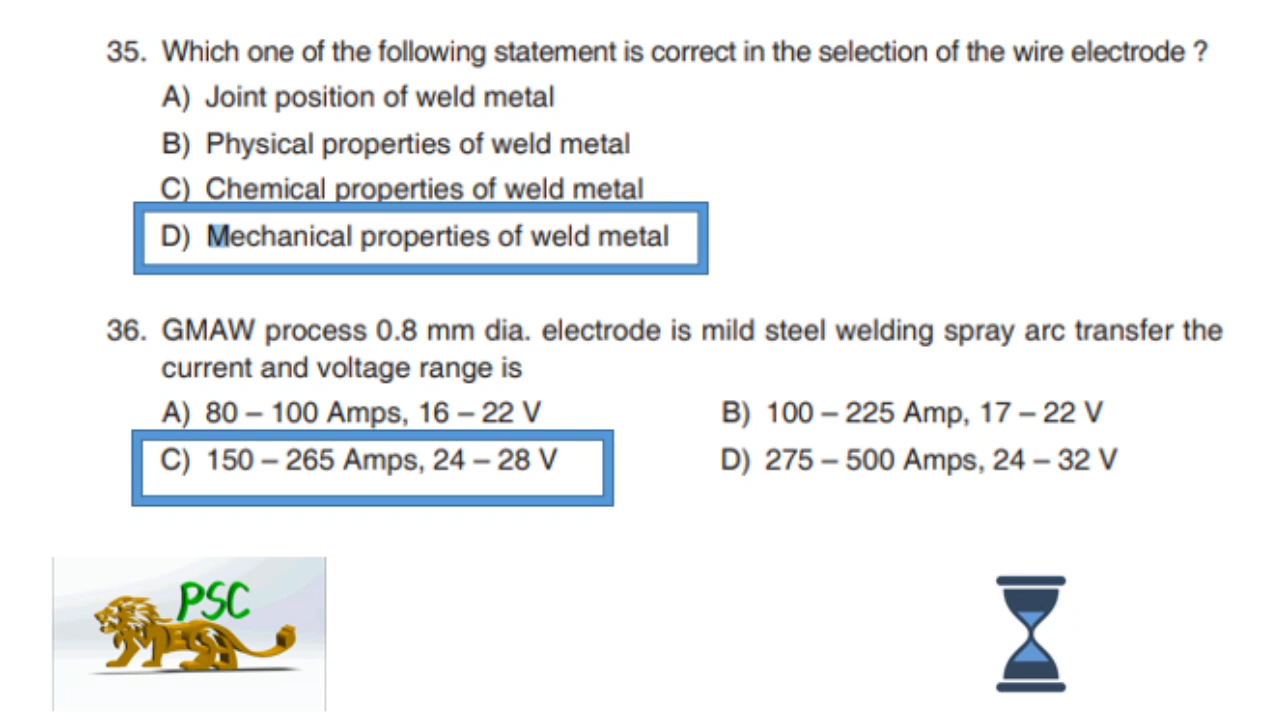 35. Which one of the following statement is correct in the selection of the wire electrode ?
A) Joint position of weld metal
B) Physical properties of weld metal
C) Chemical properties of weld metal
D) Mechanical properties of weld metal
36. GMAW process 0.8 mm dia. electrode is mild steel welding spray arc transfer the
current and voltage range is
A) 80 – 100 Amps, 16 – 22 V
B) 100 – 225 Amp, 17 – 22 V
C) 150 – 265 Amps, 24 – 28 V
D) 275 – 500 Amps, 24 – 32 V
PSC